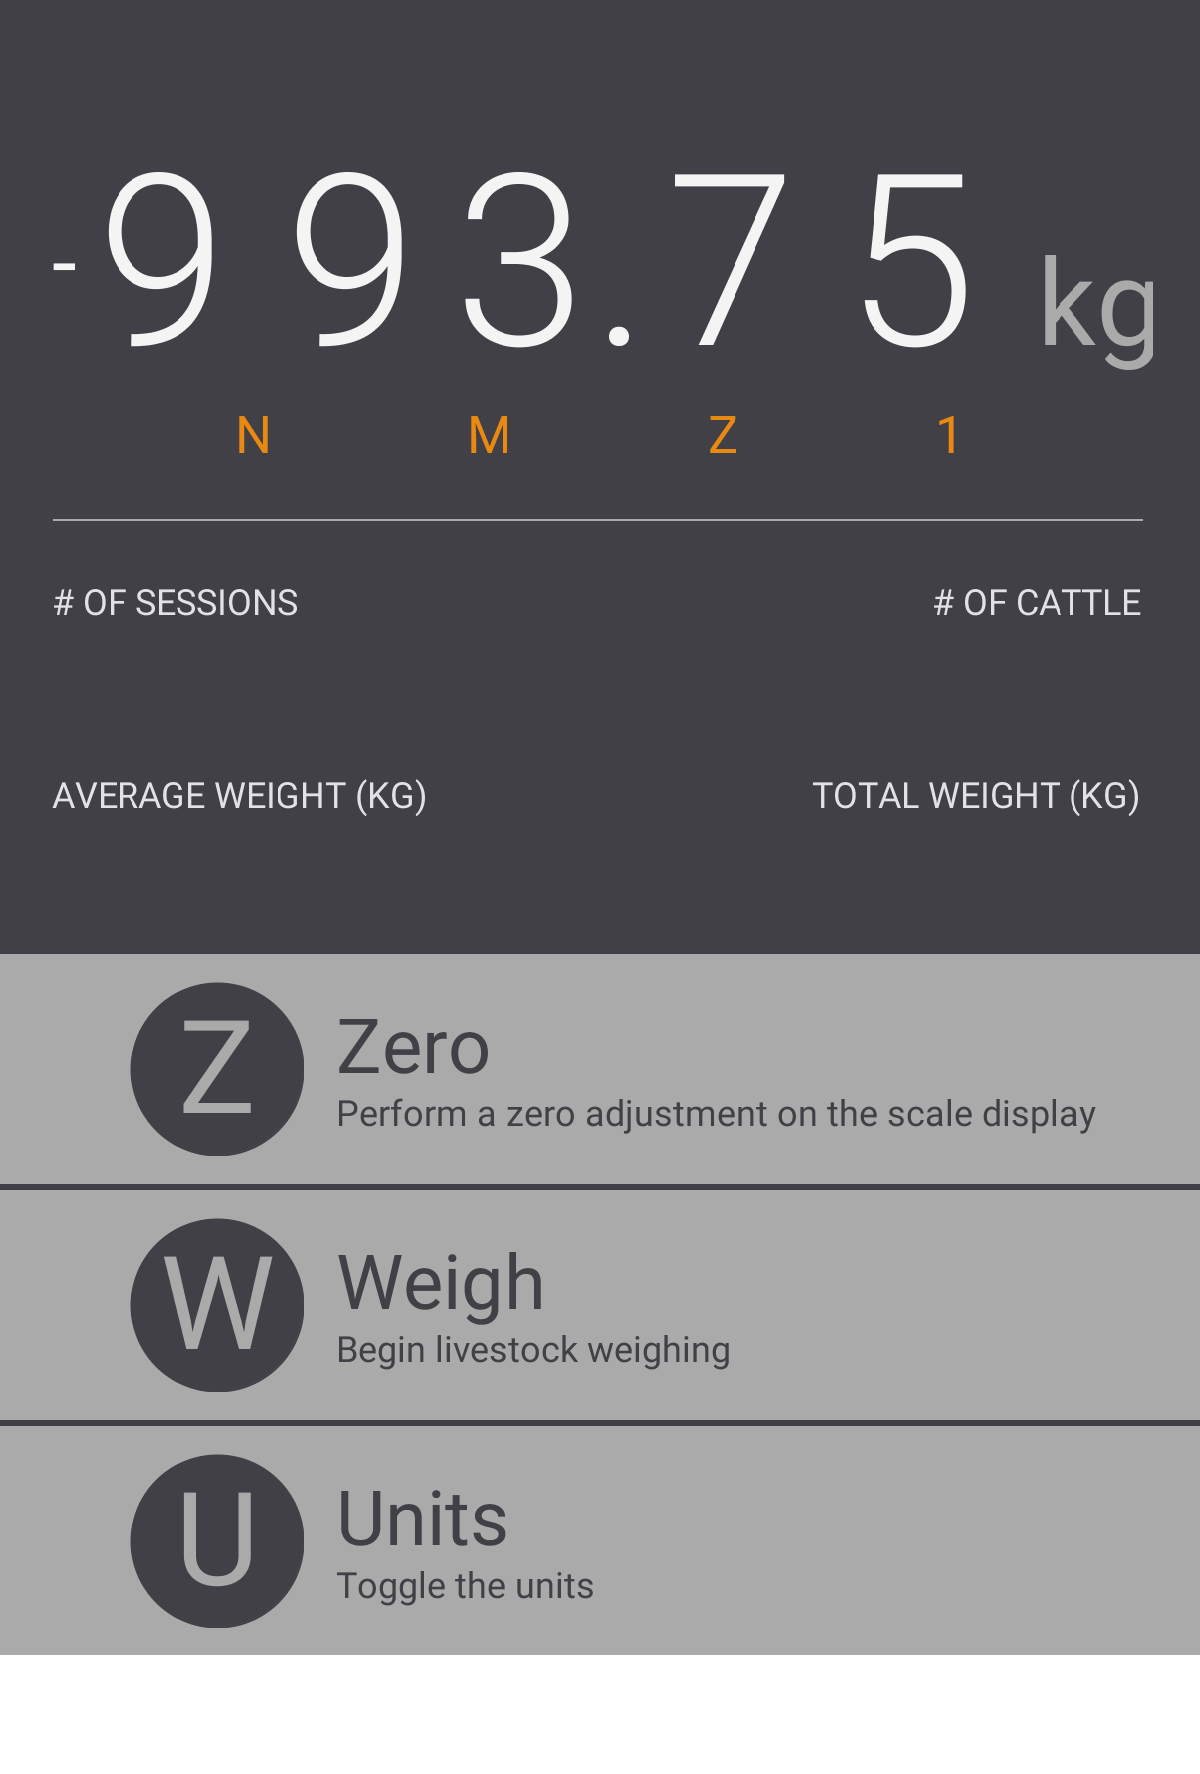 -993.75 kg
N M Z 1
# OF SESSIONS # OF CATTLE
AVERAGE WEIGHT (KG) TOTAL WEIGHT (KG)
Z Zero
Perform a zero adjustment on the scale display
W Weigh
Begin livestock weighing
U Units
Toggle the units